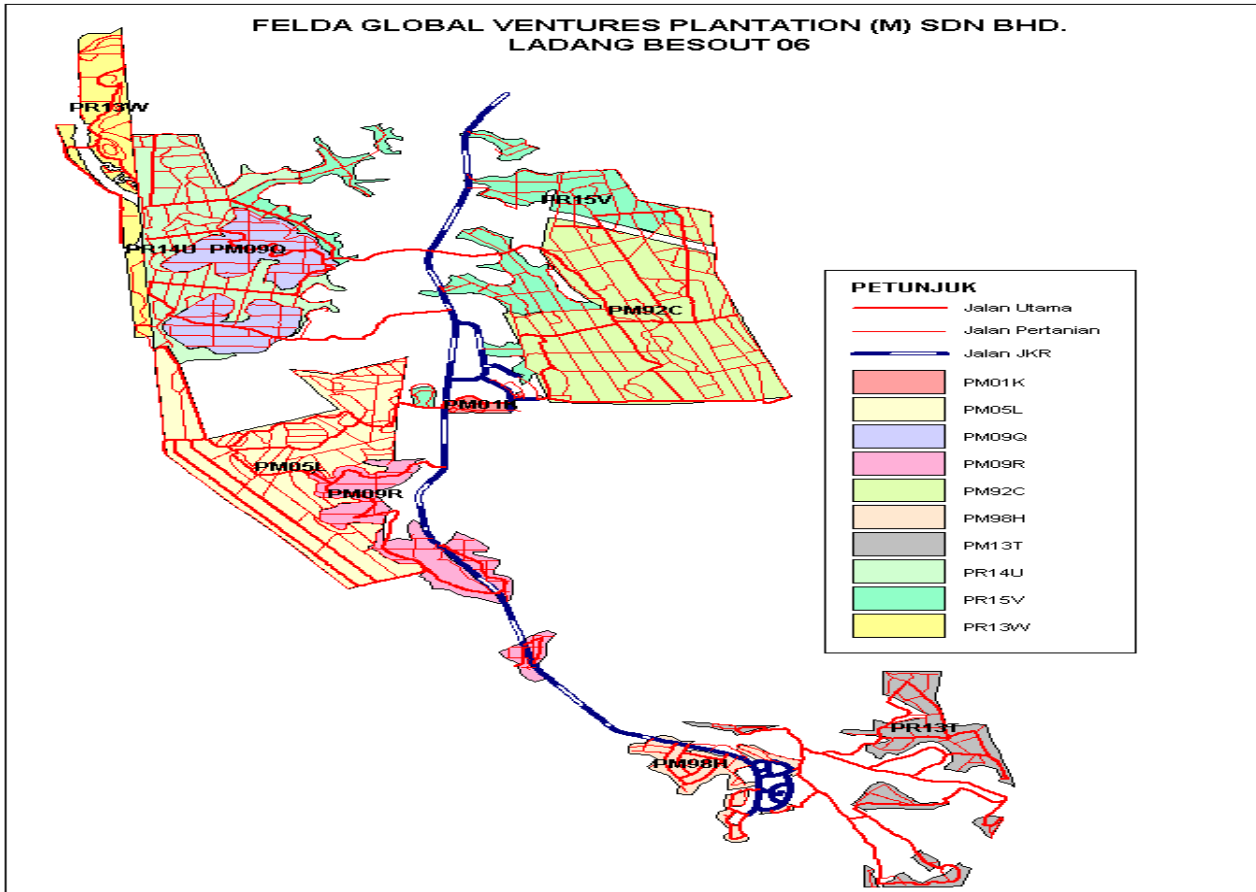 FELDA GLOBAL VENTURES PLANTATION (M) SDN BHD.
LADANG BESOUT 06
PR13W
PR15V
PR14U
PM09Q
PM92C
PM01K
PM05L
PM09R
PR13T
PM98H
PETUNJUK
Jalan Utama
Jalan Pertanian
Jalan JKR
PM01K
PM05L
PM09Q
PM09R
PM92C
PM98H
PM13T
PR14U
PR15V
PR13W